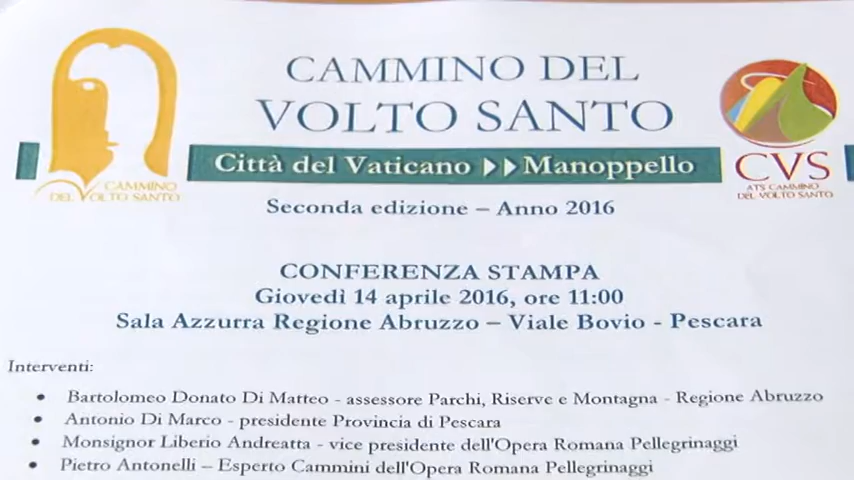 CAMMINO DEL
VOLTO SANTO
Città del Vaticano Manoppello
CAMMINO
DEL VOLTO SANTO
CVS
ATS CAMMINO
DEL VOLTO SANTO
Seconda edizione – Anno 2016
CONFERENZA STAMPA
Giovedì 14 aprile 2016, ore 11:00
Sala Azzurra Regione Abruzzo – Viale Bovio - Pescara
Interventi:
• Bartolomeo Donato Di Matteo - assessore Parchi, Riserve e Montagna - Regione Abruzzo
• Antonio Di Marco - presidente Provincia di Pescara
• Monsignor Liberio Andreatta - vice presidente dell'Opera Romana Pellegrinaggi
• Pietro Antonelli – Esperto Cammini dell'Opera Romana Pellegrinaggi